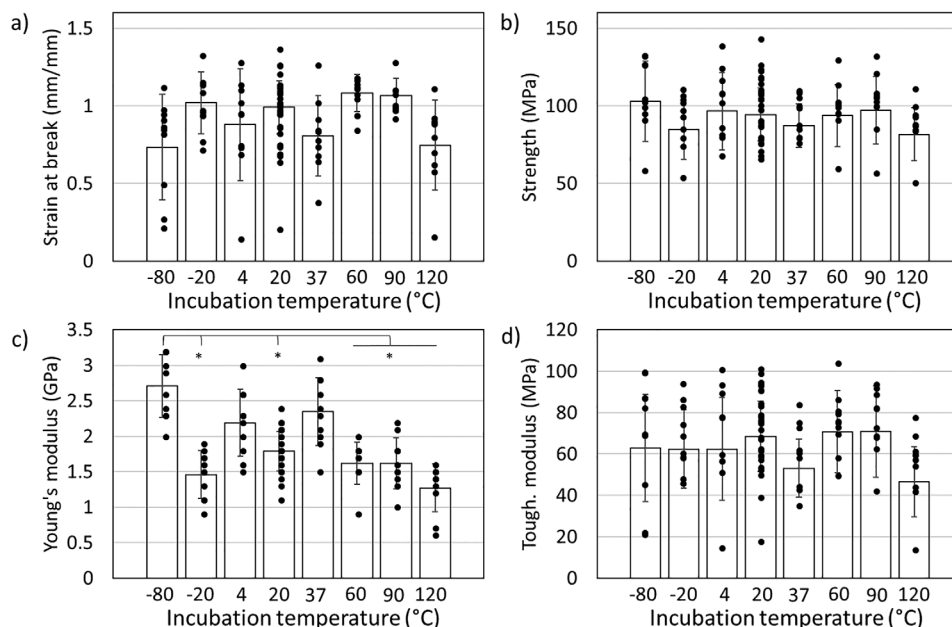 a)
Strain at break (mm/mm)
1.5
1
0.5
0
-80 -20 4 20 37 60 90 120
Incubation temperature (°C)
b)
Strength (MPa)
150
100
50
0
-80 -20 4 20 37 60 90 120
Incubation temperature (°C)
c)
Young's modulus (GPa)
3.5
3
2.5
2
1.5
1
0.5
0
* * *
-80 -20 4 20 37 60 90 120
Incubation temperature (°C)
d)
Tough. modulus (MPa)
120
100
80
60
40
20
0
-80 -20 4 20 37 60 90 120
Incubation temperature (°C)